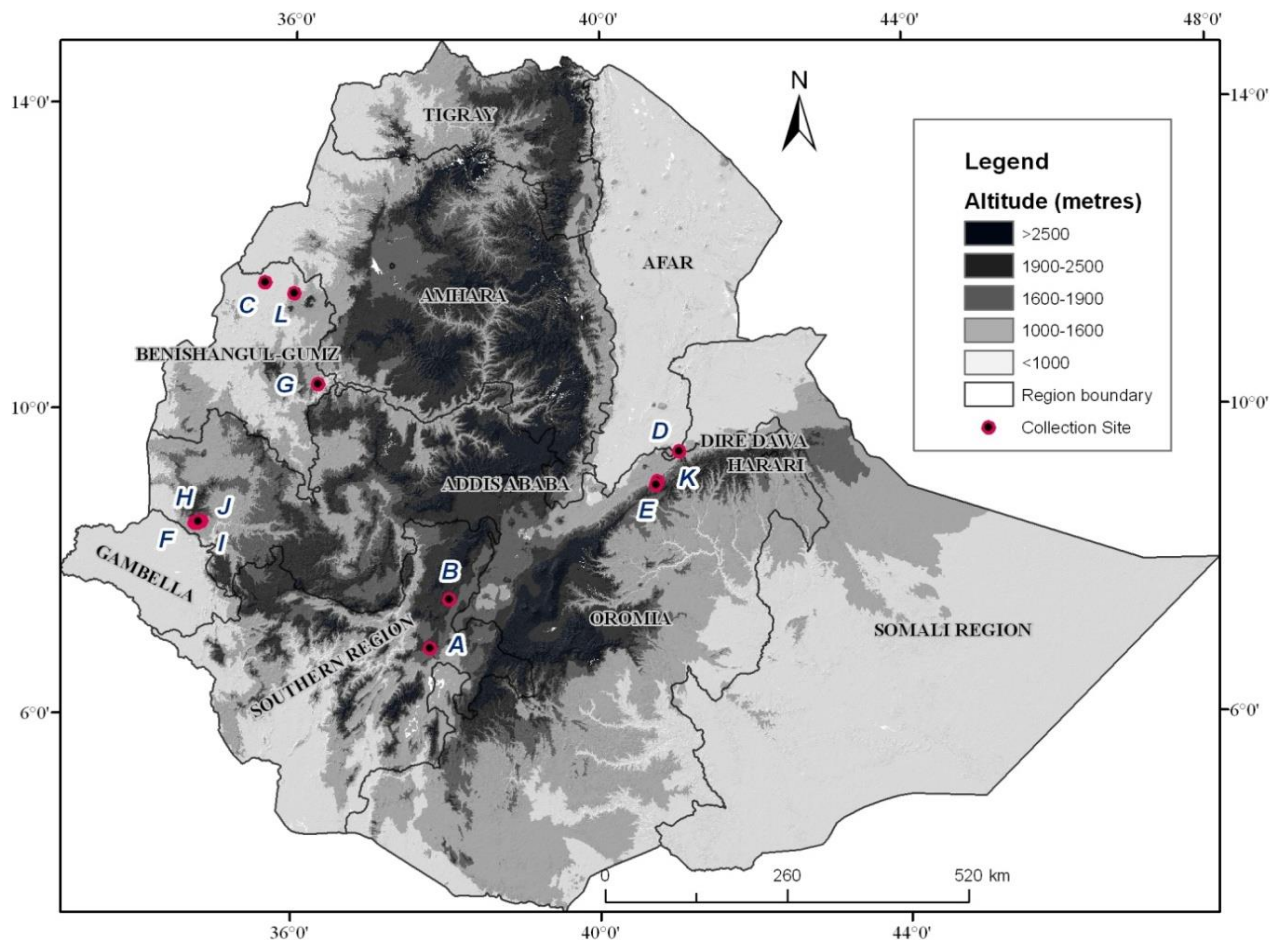 36°0'
40°0'
44°0'
48°0'
14°0'
14°0'
N
TIGRAY
Legend
Altitude (metres)
>2500
1900-2500
1600-1900
1000-1600
<1000
Region boundary
Collection Site
AFAR
AMHARA
C
L
BENISHANGUL-GUMZ
G
10°0'
10°0'
D
DIRE DAWA
HARARI
K
E
ADDIS ABABA
H
J
F
I
GAMBELLA
B
OROMIA
SOMALI REGION
A
SOUTHERN REGION
6°0'
6°0'
0
260
520 km
36°0'
40°0'
44°0'